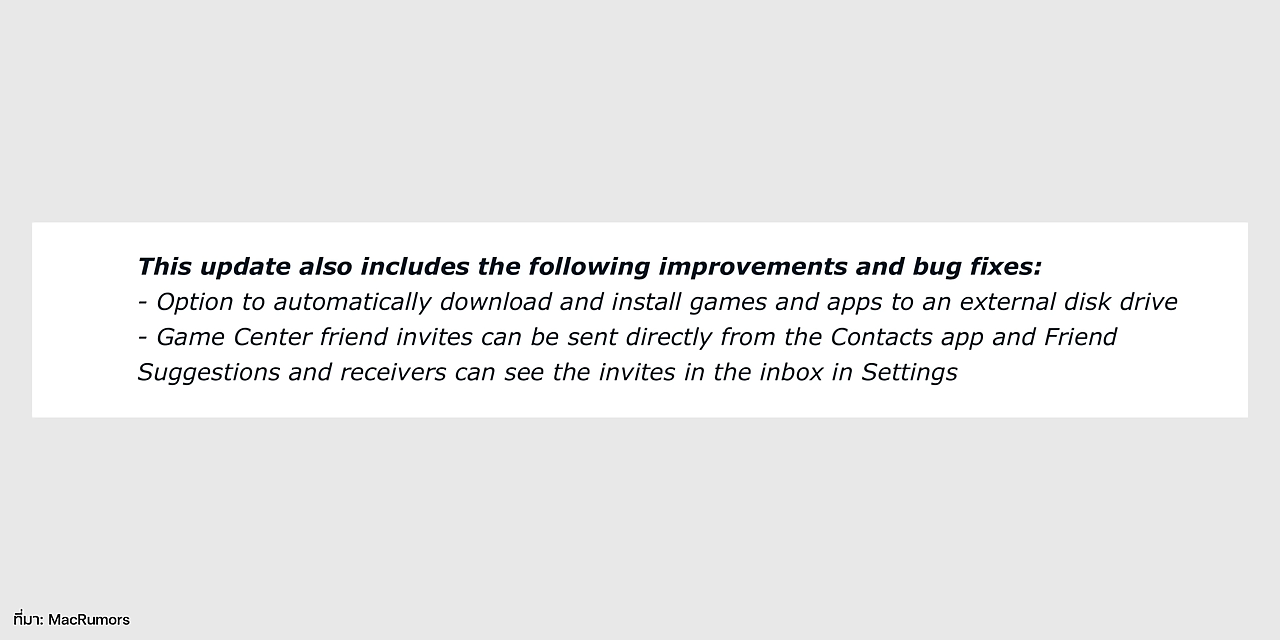 This update also includes the following improvements and bug fixes:
- Option to automatically download and install games and apps to an external disk drive
- Game Center friend invites can be sent directly from the Contacts app and Friend
Suggestions and receivers can see the invites in the inbox in Settings
ที่มา: MacRumors